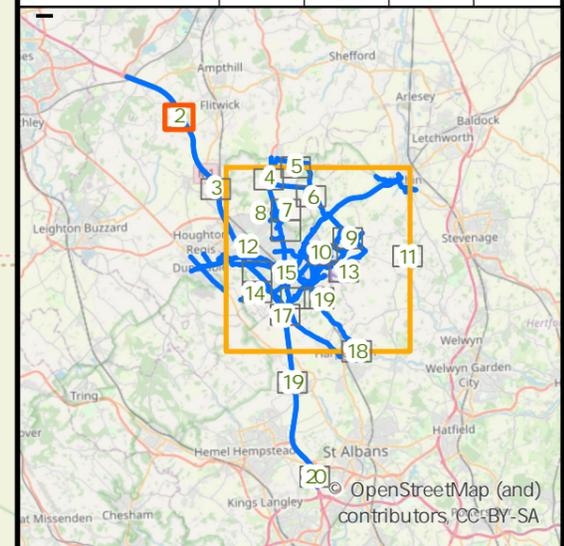 Shefford
Ampthill
Arlesey
Flitwick
2
Baldock
Letchworth
5
4
3
6
8
7
Leighton Buzzard
Houghton
Regis
12
9
10
Stevenage
[11]
15
13
14
19
17
18
Welwyn
Welwyn
Garden
City
[19]
Tring
Hatfield
Hemel Hempstead
St Albans
[20]
© OpenStreetMap (and)
Kings Langley
contributors, CC-BY-SA
Chesham
at Missenden